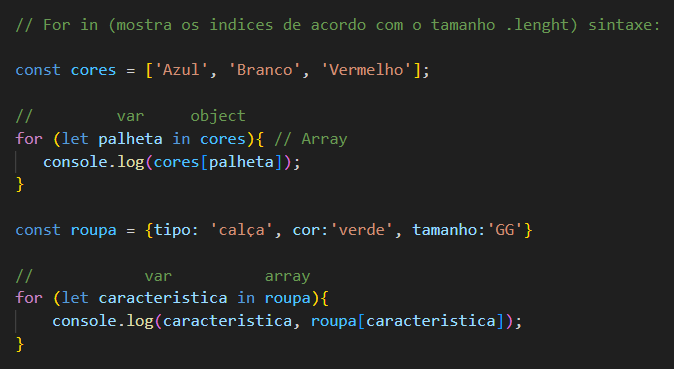 // For in (mostra os indices de acordo com o tamanho .lenght) sintaxe:
const cores = ['Azul', 'Branco', 'Vermelho'];
// var object
for (let palheta in cores){ // Array
console.log(cores[palheta]);
}
const roupa = {tipo: 'calça', cor:'verde', tamanho:'GG'}
// var array
for (let caracteristica in roupa){
console.log(caracteristica, roupa[caracteristica]);
}